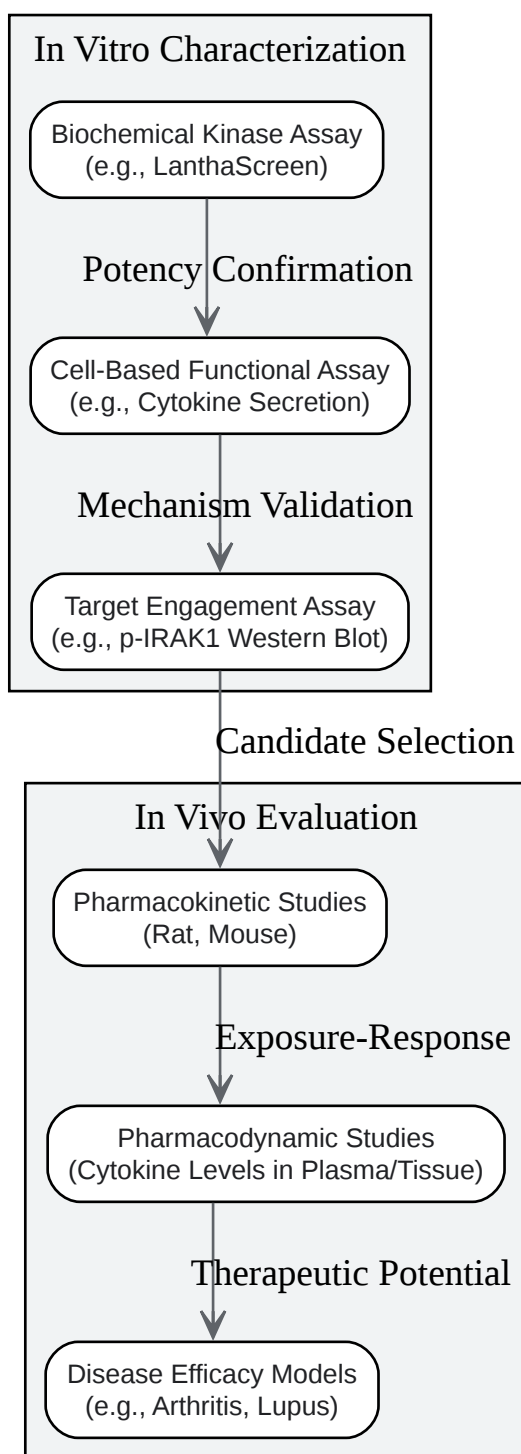 In Vitro Characterization
Biochemical Kinase Assay
(e.g., LanthaScreen)
Potency Confirmation
Cell-Based Functional Assay
(e.g., Cytokine Secretion)
Mechanism Validation
Target Engagement Assay
(e.g., p-IRAK1 Western Blot)
Candidate Selection
In Vivo Evaluation
Pharmacokinetic Studies
(Rat, Mouse)
Exposure-Response
Pharmacodynamic Studies
(Cytokine Levels in Plasma/Tissue)
Therapeutic Potential
Disease Efficacy Models
(e.g., Arthritis, Lupus)